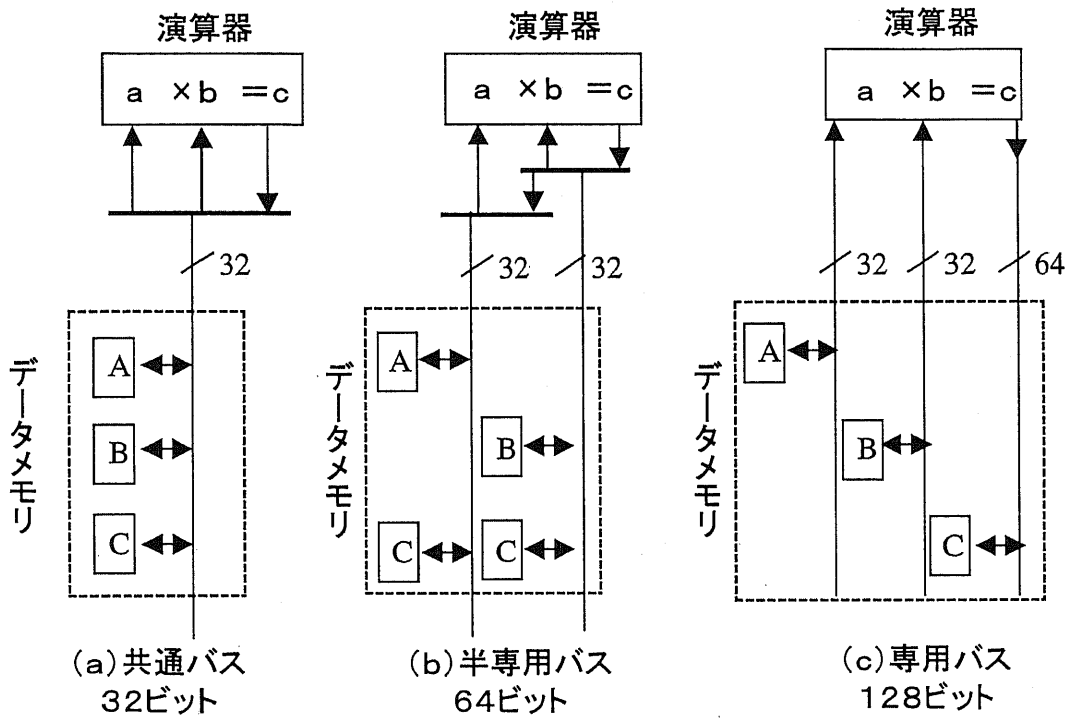 演算器
a ×b =c
32
データメモリ
A
B
C
(a)共通バス
32ビット
演算器
a ×b =c
32
32
データメモリ
A
B
C
C
(b)半専用バス
64ビット
演算器
a ×b =c
32
32
64
データメモリ
A
B
C
(c)専用バス
128ビット